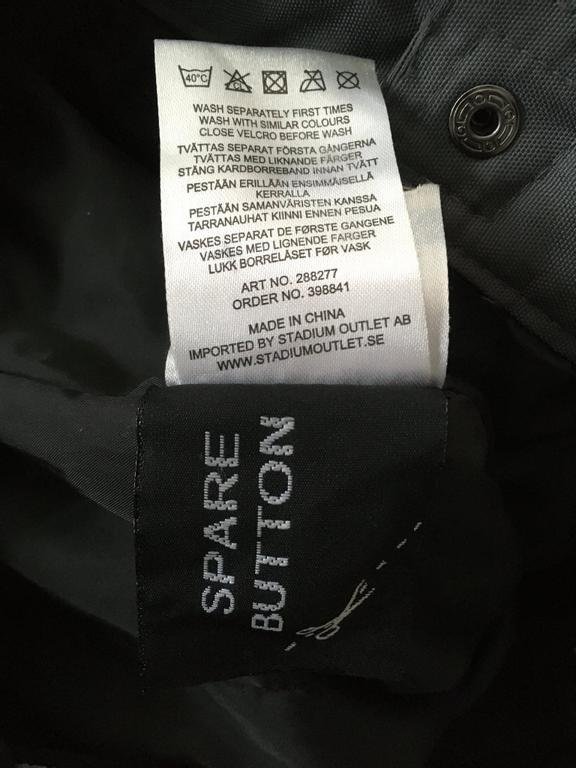 40°C
CL
WASH SEPARATELY FIRST TIMES
WASH WITH SIMILAR COLOURS
CLOSE VELCRO BEFORE WASH
TVÄTTAS SEPARAT FÖRSTA GÅNGERNA
TVÄTTAS MED LIKNANDE FÄRGER
STÄNG KARDBORREBAND INNAN TVÄTT
PESTÄÄN ERILLÄÄN ENSIMMÄISELLÄ
KERRALLA
PESTÄÄN SAMANVÄRISTEN KANSSA
TARRANAUHAT KIINNI ENNEN PESUA
VASKES SEPARAT DE FØRSTE GANGENE
VASKES MED LIGNENDE FARGER
LUKK BORRELÅSET FØR VASK
ART NO. 288277
ORDER NO. 398841
MADE IN CHINA
IMPORTED BY STADIUM OUTLET AB
WWW.STADIUMOUTLET.SE
SPARE
BUTTON